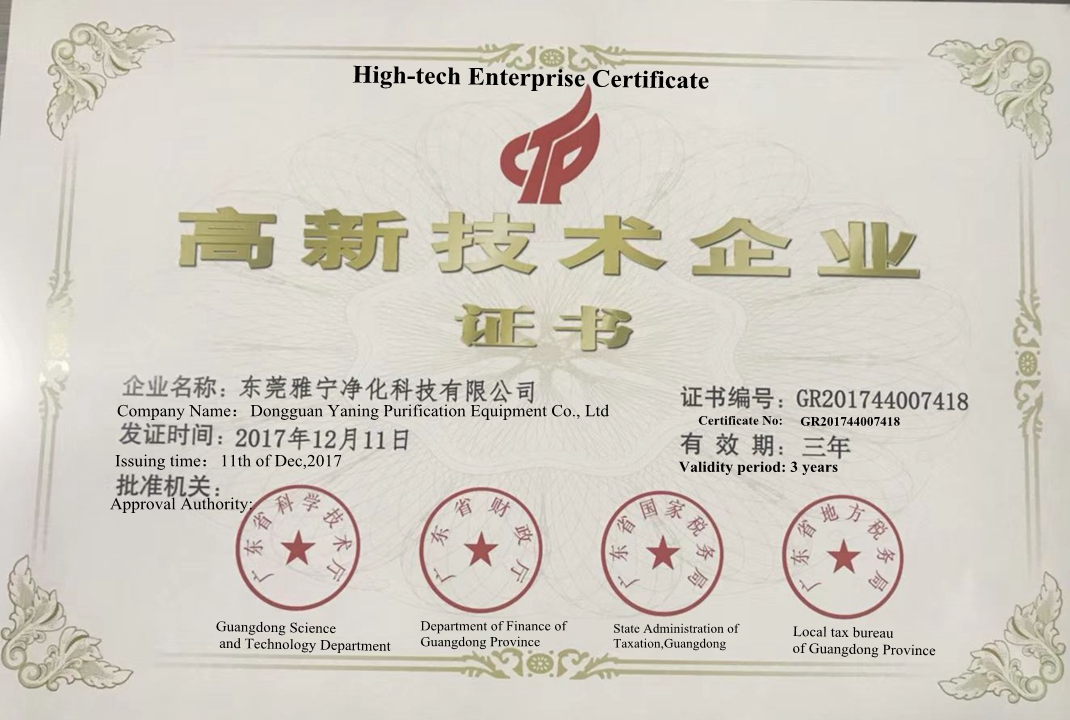 High-tech Enterprise Certificate
CTP
高新技术企业
证书
企业名称：东莞雅宁净化科技有限公司
Company Name： Dongguan Yaning Purification Equipment Co., Ltd
发证时间：2017年12月11日
Issuing time： 11th of Dec,2017
批准机关：
Approval Authority:
证书编号：GR201744007418
Certificate No: GR201744007418
有 效 期：三年
Validity period: 3 years
广东省科学技术厅
广东省财政厅
广东省国家税务局
广东省地方税务局
Guangdong Science
and Technology Department
Department of Finance of
Guangdong Province
State Administration of
Taxation,Guangdong
Local tax bureau
of Guangdong Province